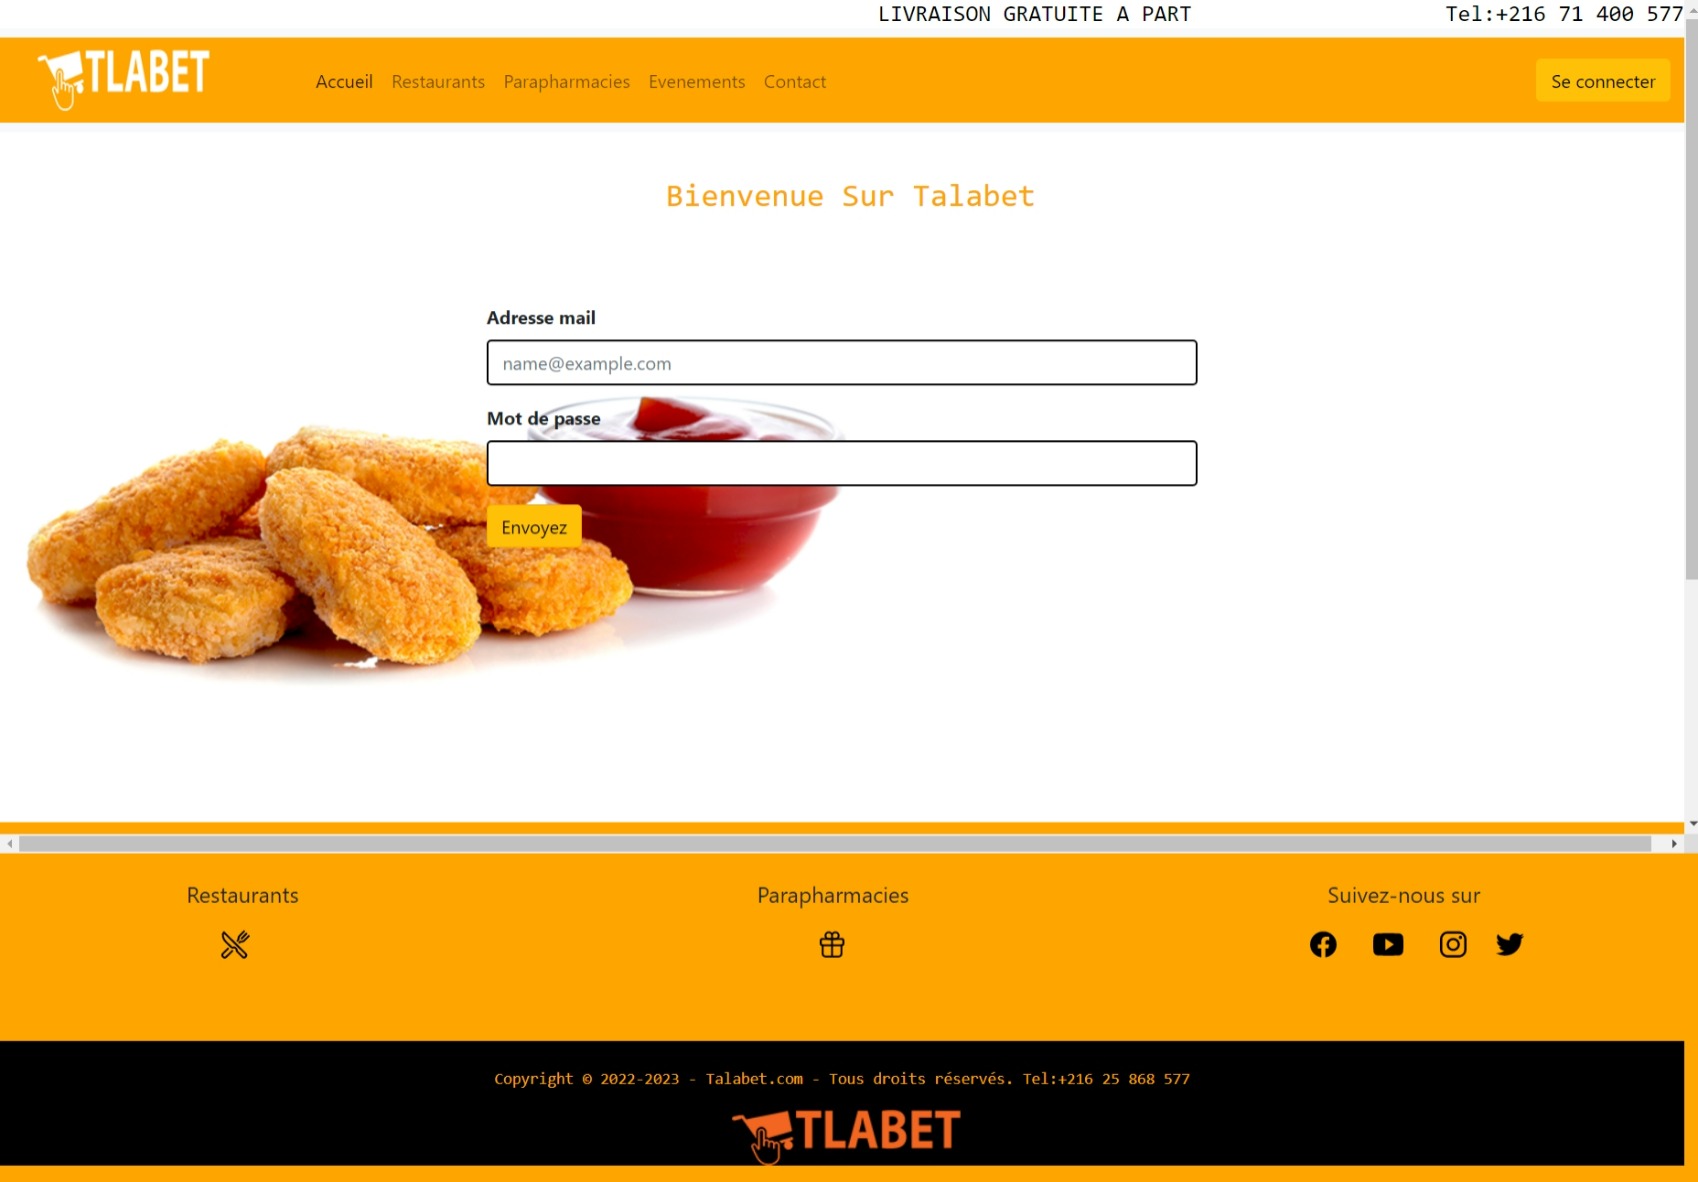 LIVRAISON GRATUITE A PART
Tel:+216 71 400 577
TLABET
Accueil Restaurants Parapharmacies Evenements Contact
Se connecter
Bienvenue Sur Talabet
Adresse mail
name@example.com
Mot de passe
Envoyez
Restaurants
Parapharmacies
Suivez-nous sur
Copyright © 2022-2023 - Talabet.com - Tous droits réservés. Tel:+216 25 868 577
TLABET